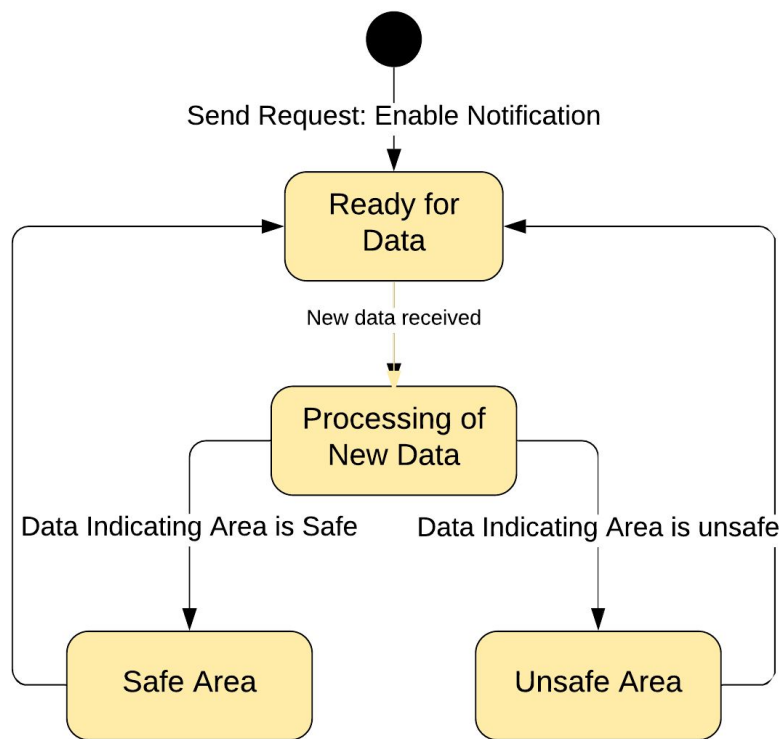 Send Request: Enable Notification
Ready for
Data
New data received
Processing of
New Data
Data Indicating Area is Safe
Data Indicating Area is unsafe
Safe Area
Unsafe Area